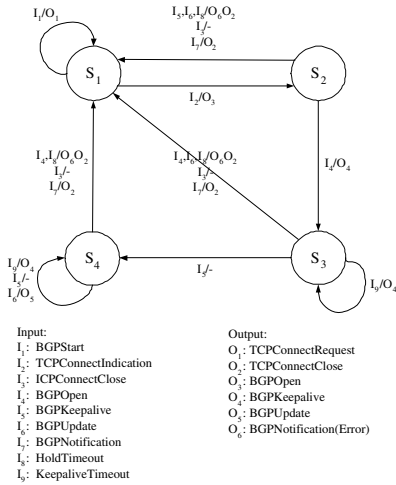 I₁/O₁
I₅,I₆,I₈/O₆O₂
I₃/-
I₇/O₂
S₁
S₂
I₂/O₃
I₄,I₈/O₆O₂
I₃/-
I₇/O₂
I₄,I₆,I₈/O₆O₂
I₃/-
I₇/O₂
I₄/O₄
I₉/O₄
I₅/-
I₆/O₅
S₄
I₅/-
S₃
I₉/O₄
Input:
I₁: BGPStart
I₂: TCPConnectIndication
I₃: ICPConnectClose
I₄: BGPOpen
I₅: BGPKeepalive
I₆: BGPUpdate
I₇: BGPNotification
I₈: HoldTimeout
I₉: KeepaliveTimeout
Output:
O₁: TCPConnectRequest
O₂: TCPConnectClose
O₃: BGPOpen
O₄: BGPKeepalive
O₅: BGPUpdate
O₆: BGPNotification(Error)